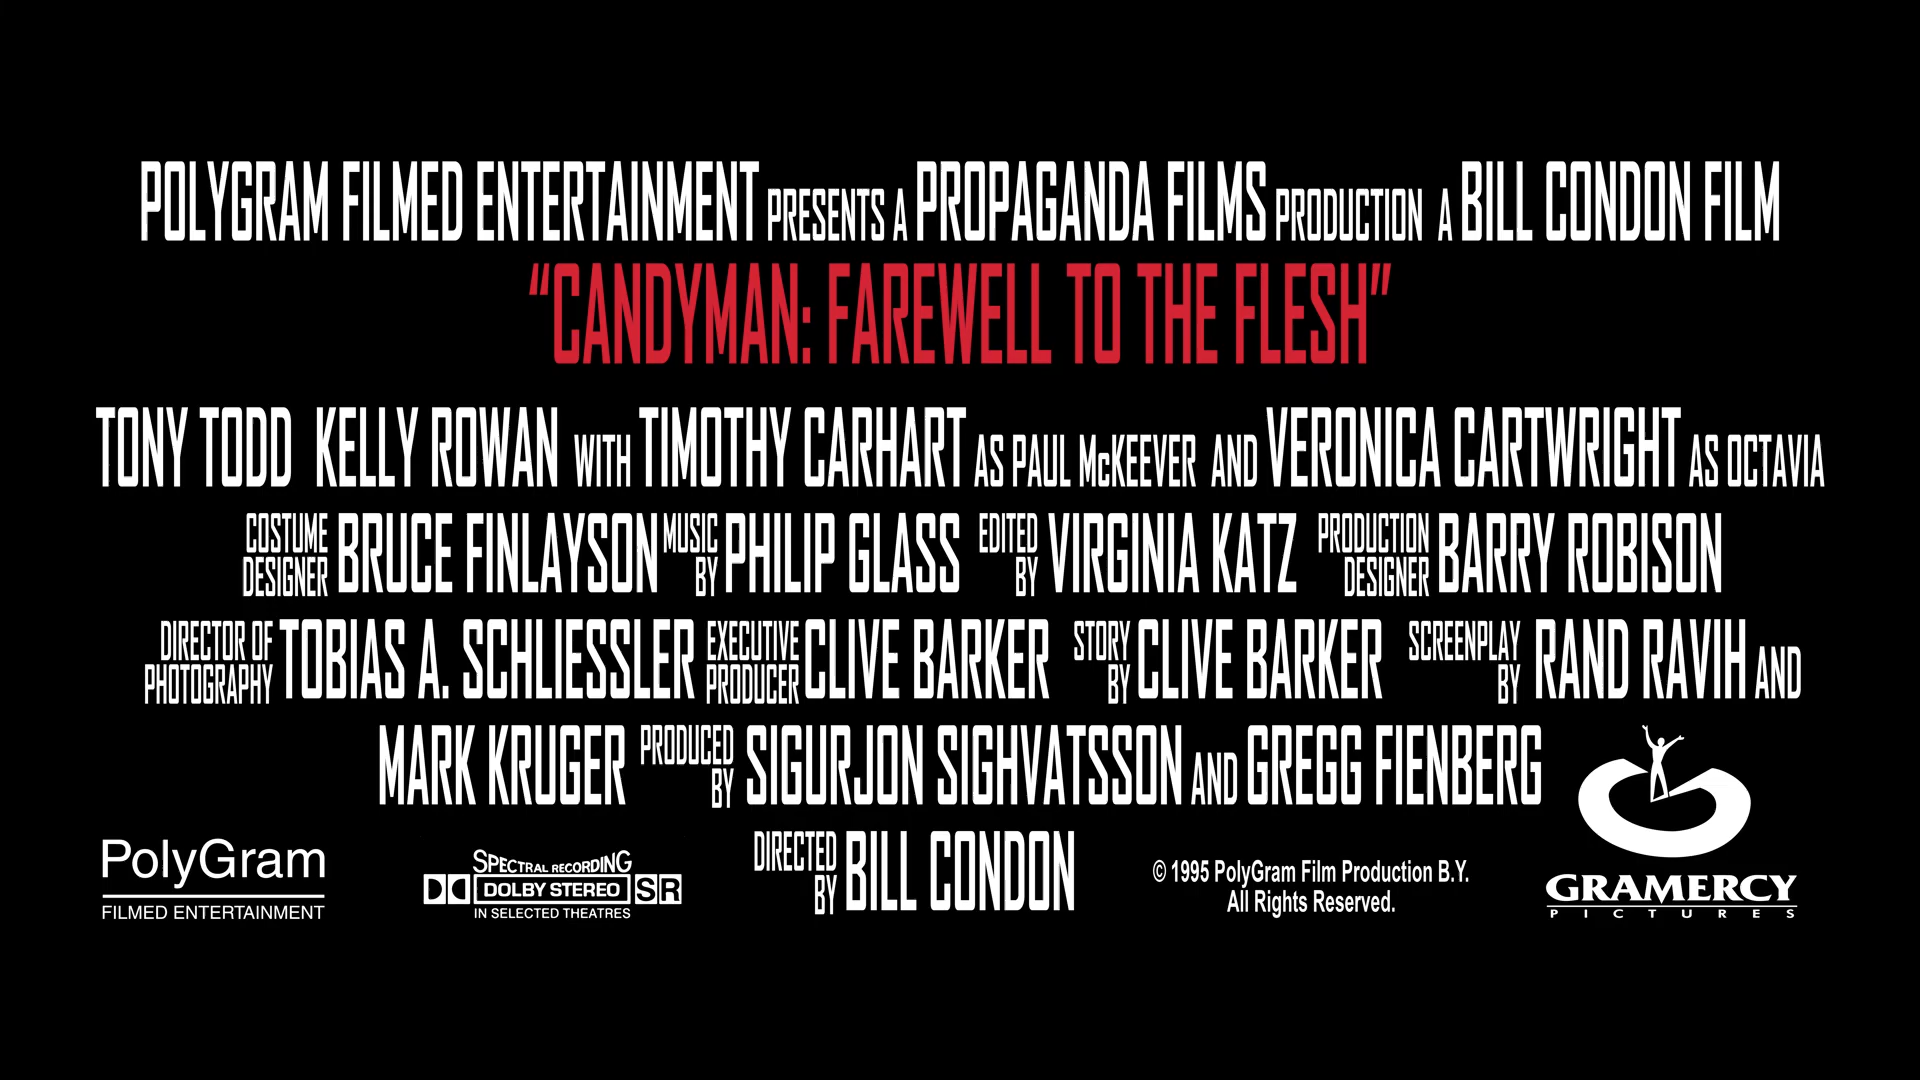 POLYGRAM FILMED ENTERTAINMENT PRESENTS A PROPAGANDA FILMS PRODUCTION A BILL CONDON FILM
“CANDYMAN: FAREWELL TO THE FLESH”
TONY TODD KELLY ROWAN WITH TIMOTHY CARHART AS PAUL McKEEVER AND VERONICA CARTWRIGHT AS OCTAVIA
COSTUME DESIGNER BRUCE FINLAYSON MUSIC BY PHILIP GLASS EDITED BY VIRGINIA KATZ PRODUCTION DESIGNER BARRY ROBISON
DIRECTOR OF PHOTOGRAPHY TOBIAS A. SCHLIESSLER EXECUTIVE PRODUCER CLIVE BARKER STORY BY CLIVE BARKER SCREENPLAY BY RAND RAVIH AND
MARK KRUGER PRODUCED BY SIGURJON SIGHVATSSON AND GREGG FIENBERG
DIRECTED BY BILL CONDON
PolyGram
FILMED ENTERTAINMENT
SPECTRAL RECORDING
DOLBY STEREO SR
IN SELECTED THEATRES
© 1995 PolyGram Film Production B.Y.
All Rights Reserved.
GRAMERCY
PICTURES